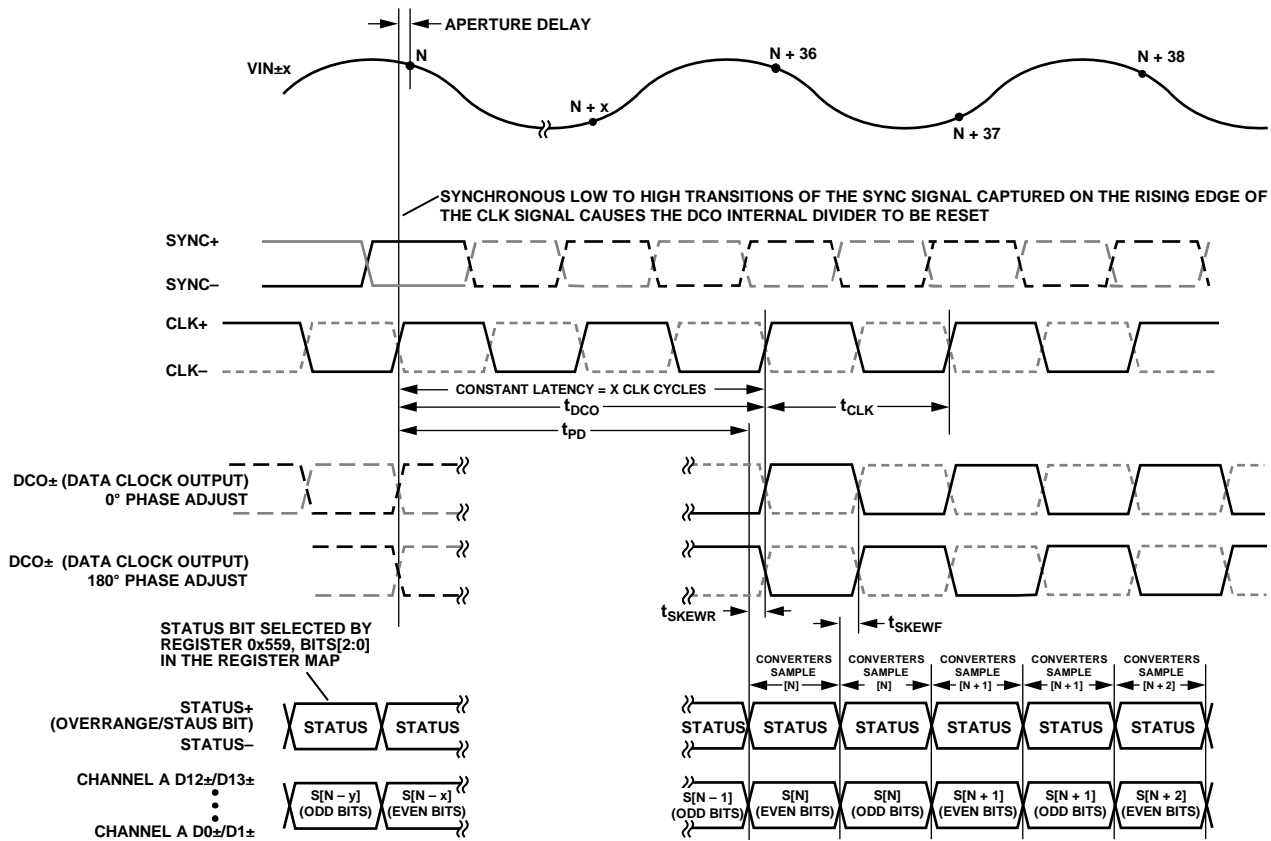 APERTURE DELAY
VIN±x
N
N + x
N + 36
N + 37
N + 38
SYNCHRONOUS LOW TO HIGH TRANSITIONS OF THE SYNC SIGNAL CAPTURED ON THE RISING EDGE OF
THE CLK SIGNAL CAUSES THE DCO INTERNAL DIVIDER TO BE RESET
SYNC+
SYNC–
CLK+
CLK–
CONSTANT LATENCY = X CLK CYCLES
tDCO
tCLK
tPD
DCO± (DATA CLOCK OUTPUT)
0° PHASE ADJUST
DCO± (DATA CLOCK OUTPUT)
180° PHASE ADJUST
tSKEWR
tSKEWF
STATUS BIT SELECTED BY
REGISTER 0x559, BITS[2:0]
IN THE REGISTER MAP
CONVERTERS
SAMPLE
[N]
CONVERTERS
SAMPLE
[N]
CONVERTERS
SAMPLE
[N + 1]
CONVERTERS
SAMPLE
[N + 1]
CONVERTERS
SAMPLE
[N + 2]
STATUS+
(OVERRANGE/STAUS BIT)
STATUS–
STATUS
STATUS
STATUS
STATUS
STATUS
STATUS
STATUS
STATUS
CHANNEL A D12±/D13±
CHANNEL A D0±/D1±
S[N – y]
(ODD BITS)
S[N – x]
(EVEN BITS)
S[N – 1]
(ODD BITS)
S[N]
(EVEN BITS)
S[N]
(ODD BITS)
S[N + 1]
(EVEN BITS)
S[N + 1]
(ODD BITS)
S[N + 2]
(EVEN BITS)